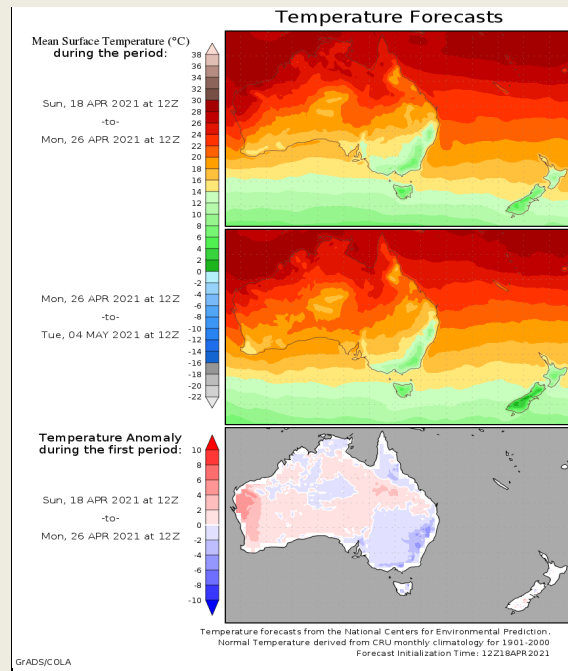 Temperature Forecasts
Mean Surface Temperature (°C)
during the period:
Sun, 18 APR 2021 at 12Z
-to-
Mon, 26 APR 2021 at 12Z
38
36
34
32
30
28
26
24
22
20
18
16
14
12
10
8
6
4
2
0
-2
-4
-6
-8
-10
-12
-14
-16
-18
-20
-22
Mon, 26 APR 2021 at 12Z
-to-
Tue, 04 MAY 2021 at 12Z
Temperature Anomaly
during the first period:
Sun, 18 APR 2021 at 12Z
-to-
Mon, 26 APR 2021 at 12Z
10
8
6
4
2
0
-2
-4
-6
-8
-10
Temperature forecasts from the National Centers for Environmental Prediction.
Normal Temperature derived from CRU monthly climatology for 1901-2000
Forecast Initialization Time: 12Z18APR2021
GrADS/COLA